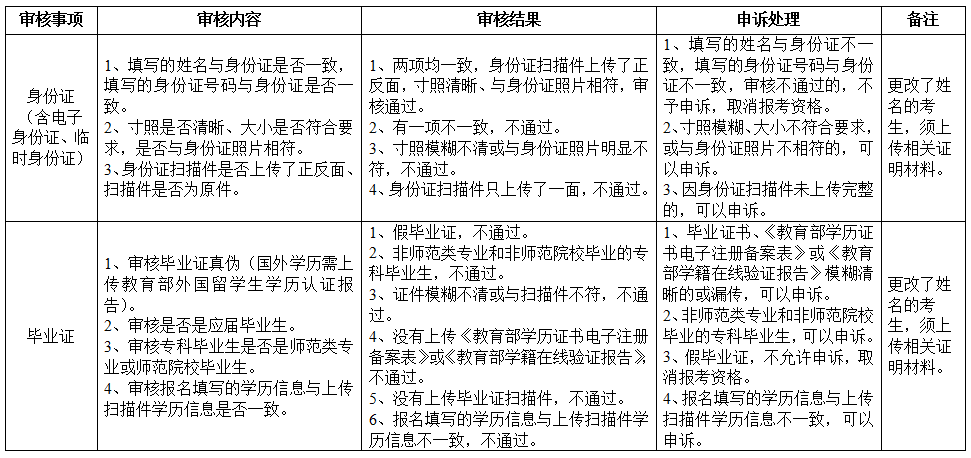 审核事项
审核内容
审核结果
申诉处理
备注
身份证
（含电子
身份证、临
时身份证）
1、填写的姓名与身份证是否一致，
填写的身份证号码与身份证是否一
致。
2、寸照是否清晰、大小是否符合要
求，是否与身份证照片相符。
3、身份证扫描件是否上传了正反面、
扫描件是否为原件。
1、两项均一致，身份证扫描件上传了正
反面，寸照清晰、与身份证照片相符，审
核通过。
2、有一项不一致，不通过。
3、寸照模糊不清或与身份证照片明显不
符，不通过。
4、身份证扫描件只上传了一面，不通过。
1、填写的姓名与身份证不一
致，填写的身份证号码与身份
证不一致，审核不通过的，不
予申诉，取消报考资格。
2、寸照模糊、大小不符合要求，
或与身份证照片不相符的，可
以申诉。
3、因身份证扫描件未上传完整
的，可以申诉。
更改了姓
名的考
生，须上
传相关证
明材料。
毕业证
1、审核毕业证真伪（国外学历需上
传教育部外国留学生学历认证报
告）。
2、审核是否是应届毕业生。
3、审核专科毕业生是否是师范类专
业或师范院校毕业生。
4、审核报名填写的学历信息与上传
扫描件学历信息是否一致。
1、假毕业证，不通过。
2、非师范类专业和非师范院校毕业的专
科毕业生，不通过。
3、证件模糊不清或与扫描件不符，不通
过。
4、没有上传《教育部学历证书电子注册
备案表》或《教育部学籍在线验证报告》，
不通过。
5、没有上传毕业证扫描件，不通过。
6、报名填写的学历信息与上传扫描件学
历信息不一致，不通过。
1、毕业证书、《教育部学历证
书电子注册备案表》或《教育
部学籍在线验证报告》模糊清
晰的或漏传，可以申诉。
2、非师范类专业和非师范院校
毕业的专科毕业生，可以申诉。
3、假毕业证，不允许申诉，取
消报考资格。
4、报名填写的学历信息与上传
扫描件学历信息不一致，可以
申诉。
更改了姓
名的考
生，须上
传相关证
明材料。